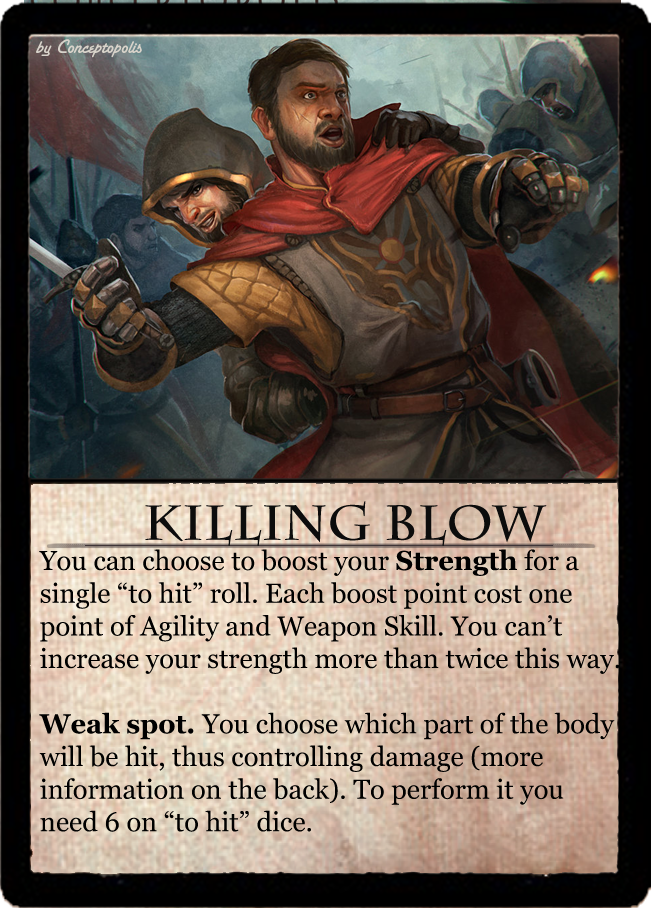 by Conceptopolis
KILLING BLOW
You can choose to boost your Strength for a
single “to hit” roll. Each boost point cost one
point of Agility and Weapon Skill. You can’t
increase your strength more than twice this way.
Weak spot. You choose which part of the body
will be hit, thus controlling damage (more
information on the back). To perform it you
need 6 on “to hit” dice.